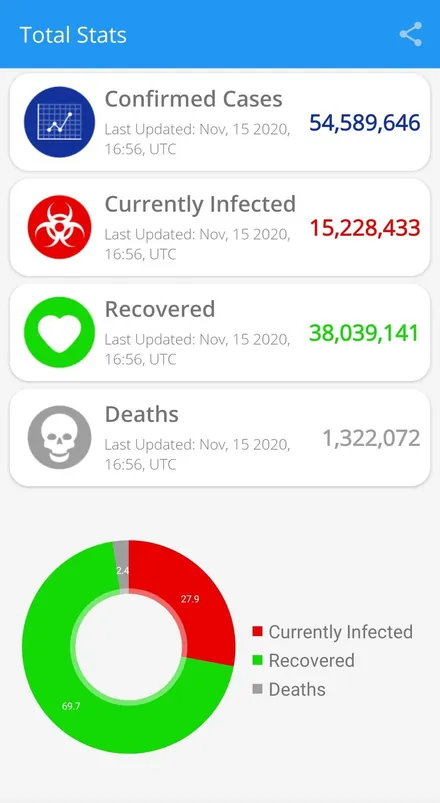 Total Stats
Confirmed Cases
Last Updated: Nov, 15 2020,
16:56, UTC
54,589,646
Currently Infected
Last Updated: Nov, 15 2020,
16:56, UTC
15,228,433
Recovered
Last Updated: Nov, 15 2020,
16:56, UTC
38,039,141
Deaths
Last Updated: Nov, 15 2020,
16:56, UTC
1,322,072
2.4
27.9
69.7
Currently Infected
Recovered
Deaths